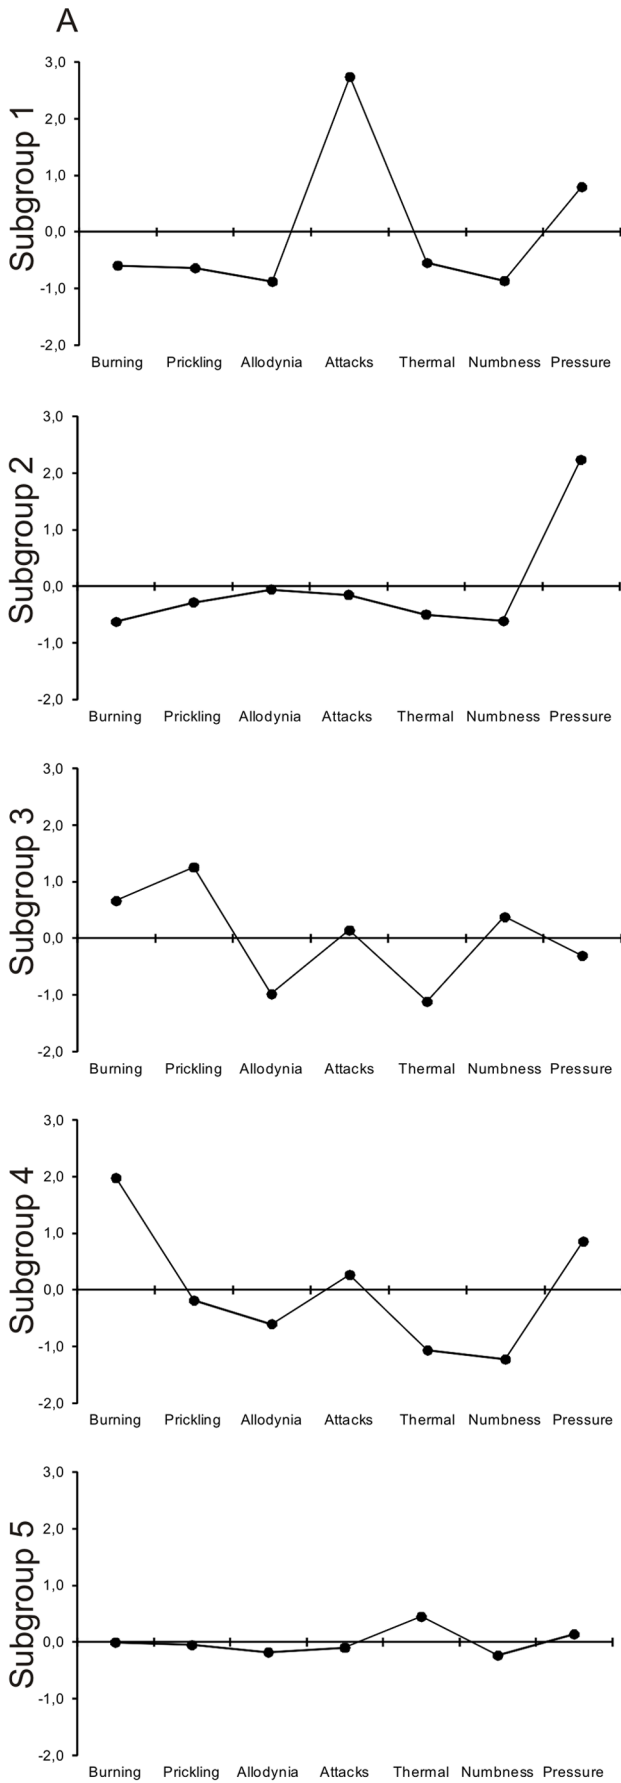 A
Subgroup 1
3,0
2,0
1,0
0,0
-1,0
-2,0
Burning Prickling Allodynia Attacks Thermal Numbness Pressure
Subgroup 2
3,0
2,0
1,0
0,0
-1,0
-2,0
Burning Prickling Allodynia Attacks Thermal Numbness Pressure
Subgroup 3
3,0
2,0
1,0
0,0
-1,0
-2,0
Burning Prickling Allodynia Attacks Thermal Numbness Pressure
Subgroup 4
3,0
2,0
1,0
0,0
-1,0
-2,0
Burning Prickling Allodynia Attacks Thermal Numbness Pressure
Subgroup 5
3,0
2,0
1,0
0,0
-1,0
-2,0
Burning Prickling Allodynia Attacks Thermal Numbness Pressure